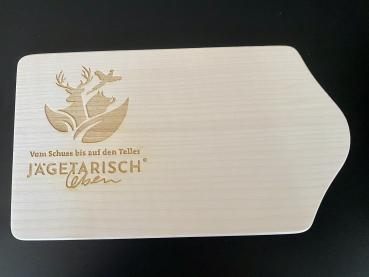 Vom Schuss bis auf den Teller
JÄGETARISCH®
leben